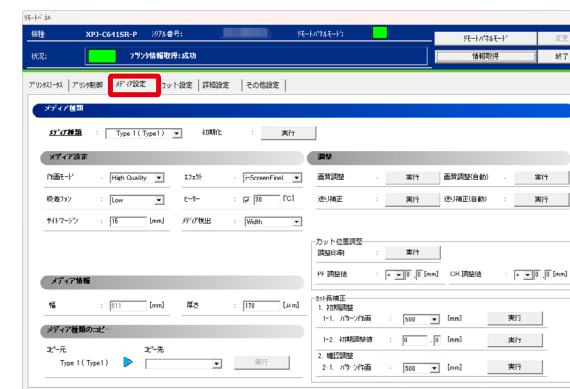 ﾘﾓｰﾄﾊﾟﾈﾙ
機種: XPJ-C641SR-P ｼﾘｱﾙ番号: ﾘﾓｰﾄﾊﾟﾈﾙﾓｰﾄﾞ: ﾘﾓｰﾄﾊﾟﾈﾙﾓｰﾄﾞ 変更
状況: ﾌﾟﾘﾝﾀ情報取得:成功 情報取得 終了
ﾌﾟﾘﾝﾀｽﾃｰﾀｽ ﾌﾟﾘﾝﾀ制御 ﾒﾃﾞｨｱ設定 ｺｯﾄ設定 詳細設定 その他設定
メディア種類
ﾒﾃﾞｨｱ種類 : Type 1 ( Type1 ) 初期化 : 実行
メディア設定
作画ﾓｰﾄﾞ : High Quality ｴﾌｪｸﾄ : i-ScreenFineL
吸着ﾌｧﾝ : Low ﾋｰﾀｰ : 30 [℃]
ｻｲﾄﾞﾏｰｼﾞﾝ : 15 [mm] ﾒﾃﾞｨｱ検出 : Width
メディア情報
幅 : 611 [mm] 厚さ : 170 [μm]
メディア種類のｺﾋﾟｰ
ｺﾋﾟｰ元 ｺﾋﾟｰ先
Type 1 ( Type1 ) 実行
調整
画質調整 : 実行 画質調整(自動) : 実行
送り補正 : 実行 送り補正(自動) : 実行
カット位置調整
調整印刷 : 実行
PF 調整値 : + 0 . 0 [mm] CR 調整値 : + 0 . 0 [mm]
ｶｯﾄ長補正
1. 初期調整
1-1. ﾊﾟﾀｰﾝ作画 : 500 [mm] 実行
1-2. 初期調整値 : 0 . 0 [mm] 実行
2. 確認調整
2-1. ﾊﾟﾀｰﾝ作画 : 500 [mm] 実行